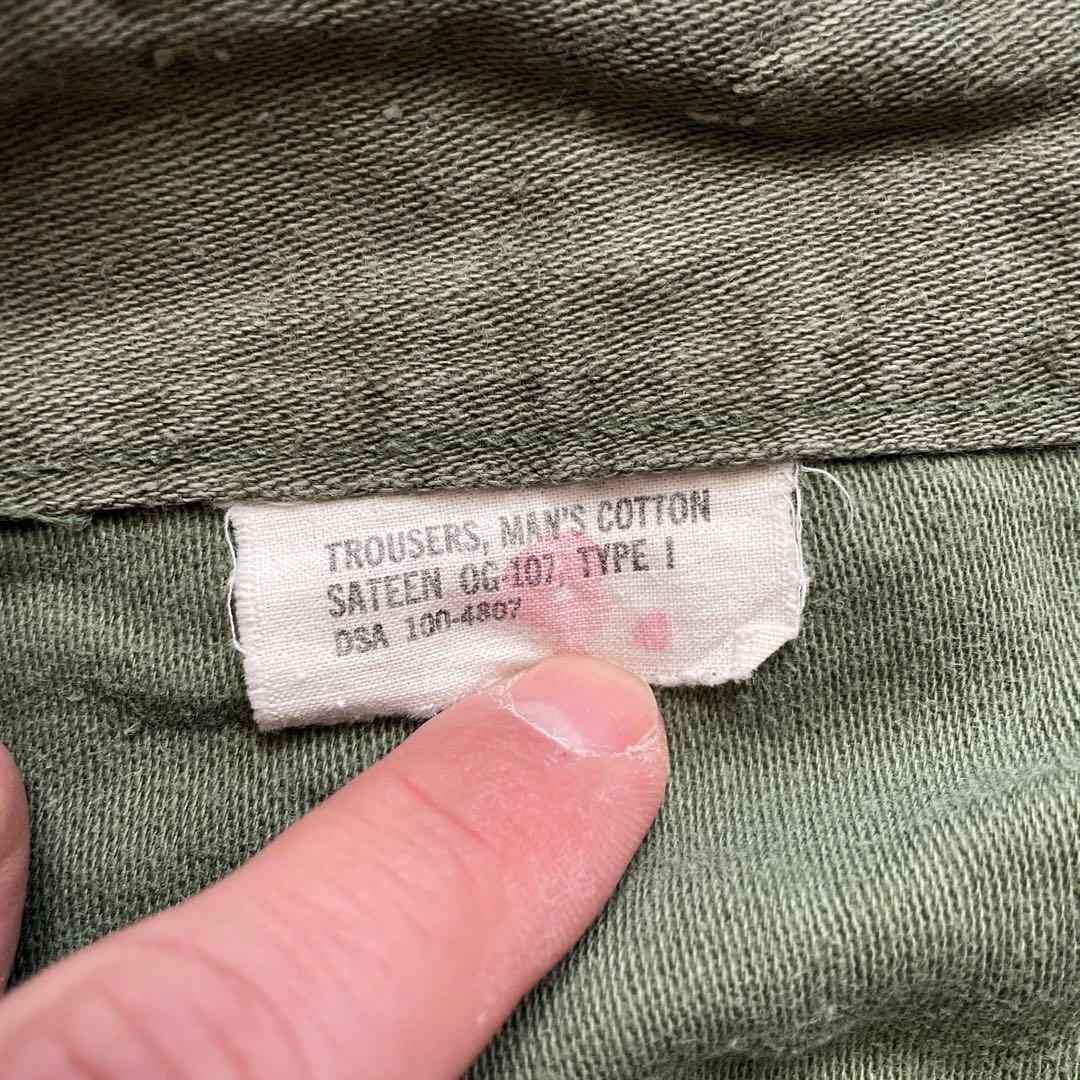 TROUSERS, MAN'S COTTON
SATEEN OG-107, TYPE I
DSA 100-4807